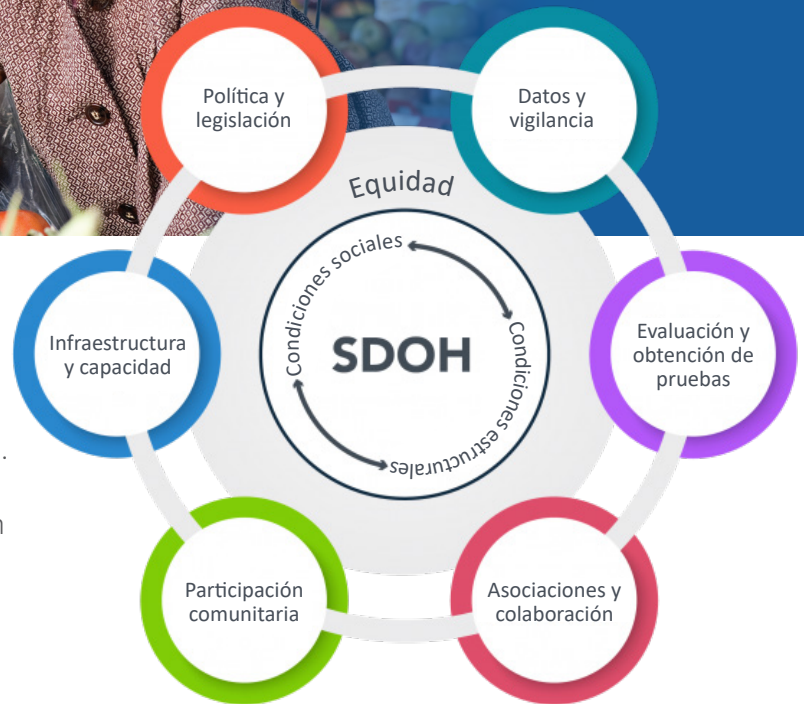 Política y
legislación
Datos y
vigilancia
Equidad
Condiciones sociales
Condiciones estructurales
SDOH
Infraestructura
y capacidad
Evaluación y
obtención de
pruebas
Participación
comunitaria
Asociaciones y
colaboración